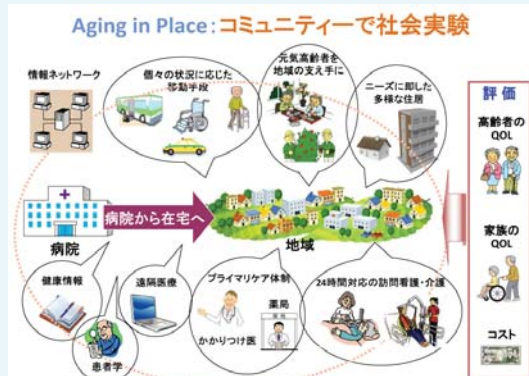 Aging in Place：コミュニティーで社会実験
情報ネットワーク
個々の状況に応じた
移動手段
元気高齢者を
地域の支え手に
ニーズに即した
多様な住居
評価
高齢者の
QOL
家族の
QOL
コスト
病院
病院から在宅へ
地域
健康情報
患者学
遠隔医療
プライマリケア体制
薬局
かかりつけ医
24時間対応の訪問看護・介護